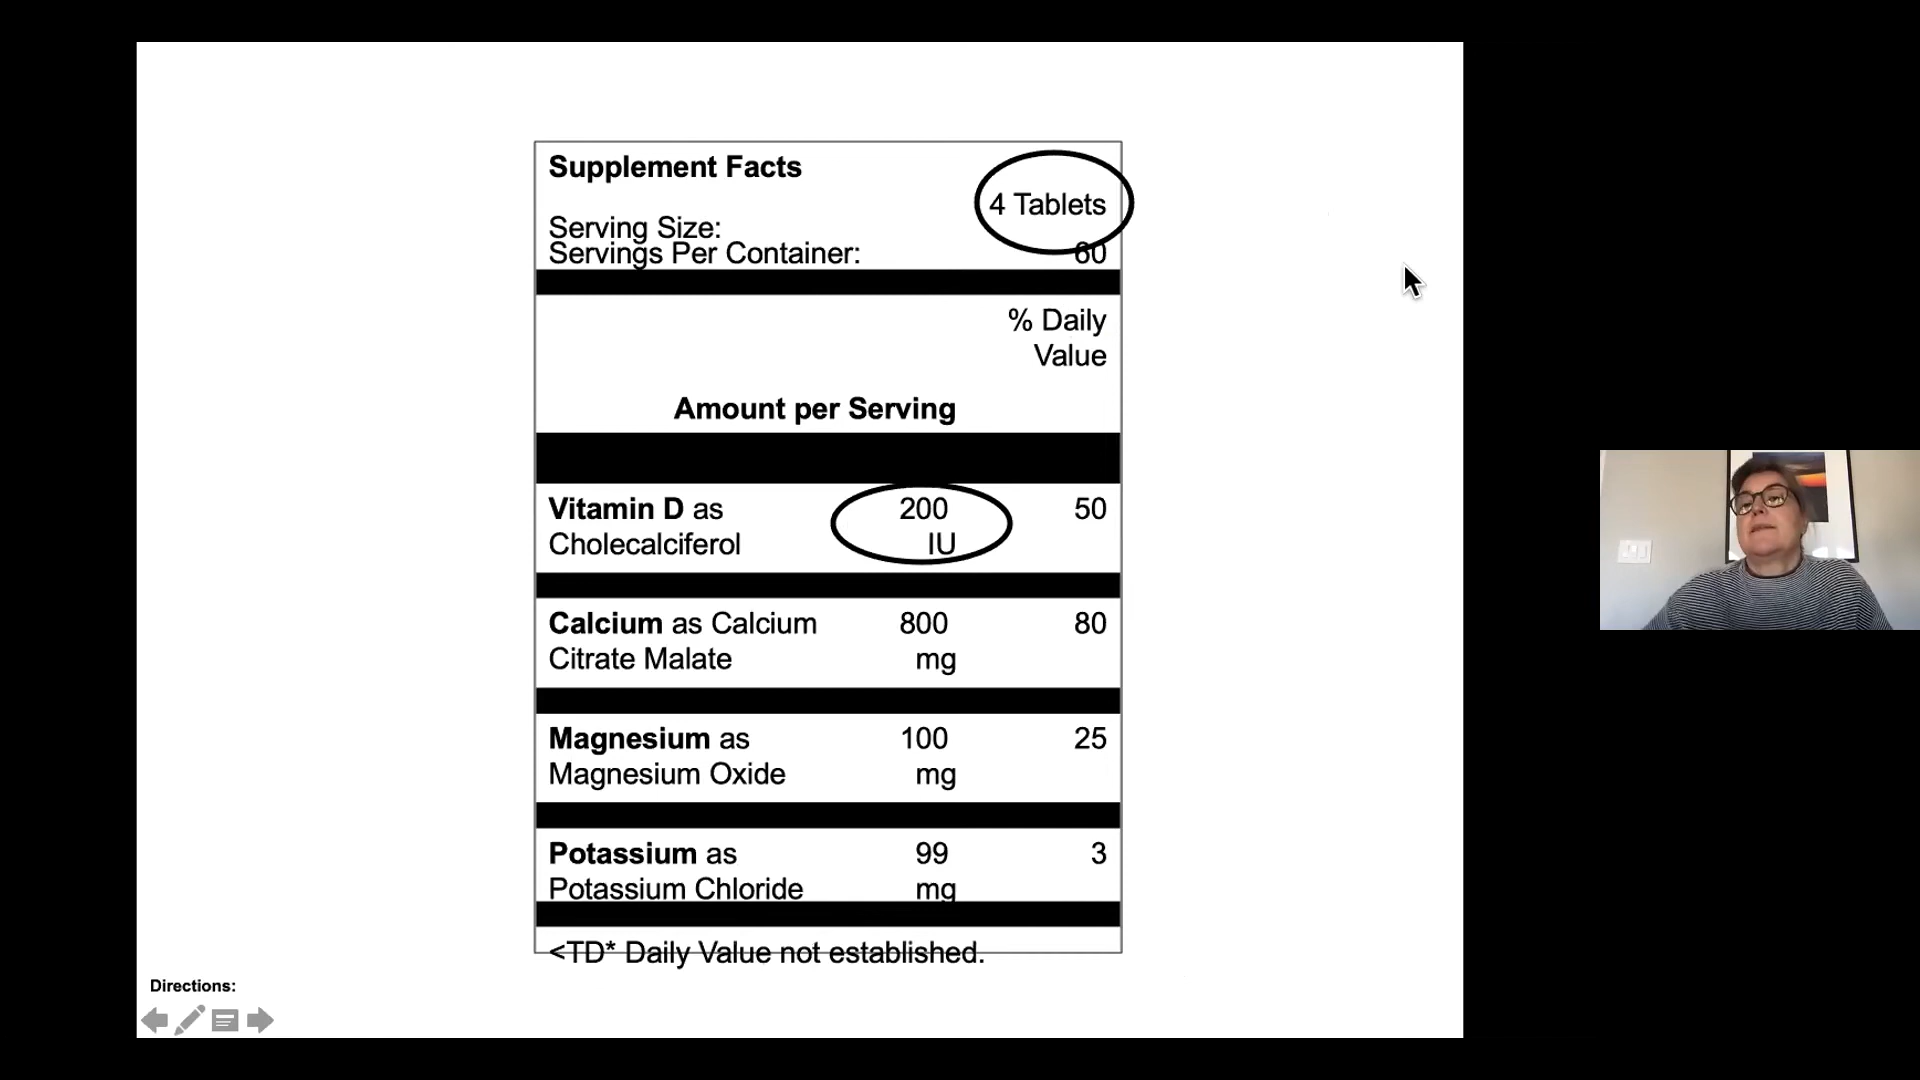 Supplement Facts
4 Tablets
Serving Size:
Servings Per Container: 60
% Daily
Value
Amount per Serving
Vitamin D as 200 50
Cholecalciferol IU
Calcium as Calcium 800 80
Citrate Malate mg
Magnesium as 100 25
Magnesium Oxide mg
Potassium as 99 3
Potassium Chloride mg
<TD* Daily Value not established.
Directions: